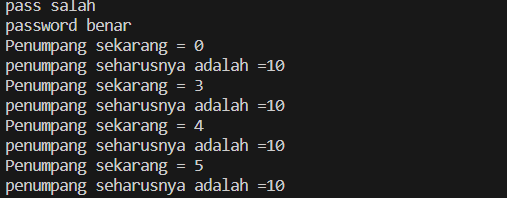 pass salah
password benar
Penumpang sekarang = 0
penumpang seharusnya adalah =10
Penumpang sekarang = 3
penumpang seharusnya adalah =10
Penumpang sekarang = 4
penumpang seharusnya adalah =10
Penumpang sekarang = 5
penumpang seharusnya adalah =10